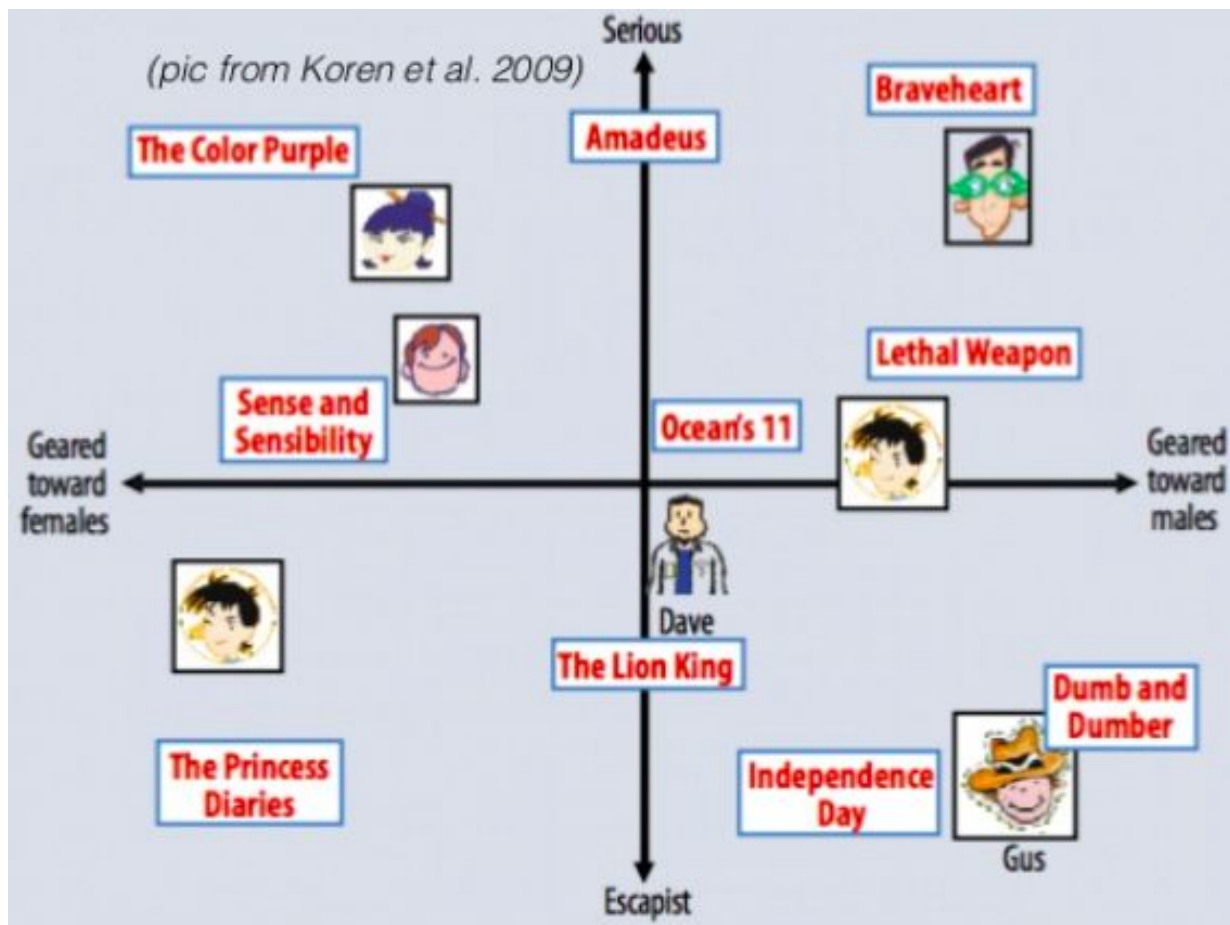 Serious
(pic from Koren et al. 2009)
Braveheart
Amadeus
The Color Purple
Lethal Weapon
Sense and
Sensibility
Ocean's 11
Geared
toward
females
Geared
toward
males
Dave
The Lion King
Dumb and
Dumber
The Princess
Diaries
Independence
Day
Gus
Escapist